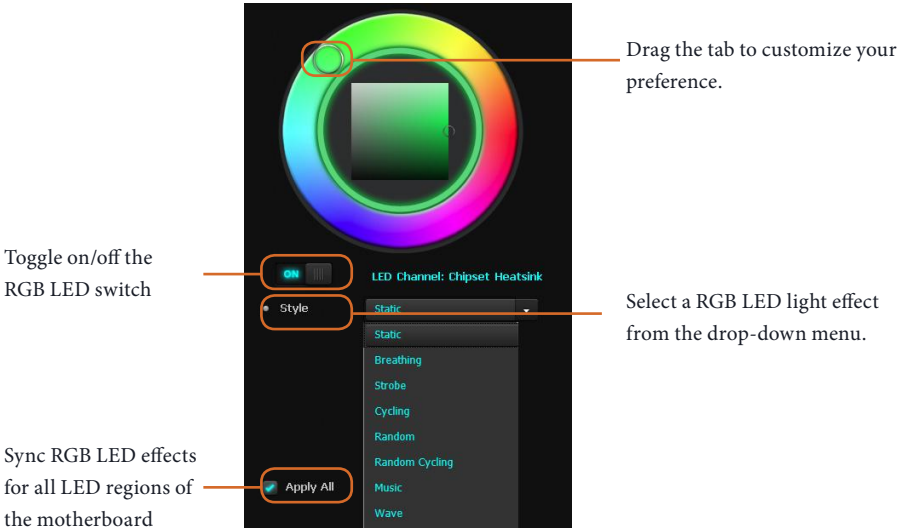 Drag the tab to customize your
preference.
Toggle on/off the
RGB LED switch
ON
LED Channel: Chipset Heatsink
Style
Static
Select a RGB LED light effect
from the drop-down menu.
Static
Breathing
Strobe
Cycling
Random
Random Cycling
Music
Wave
Sync RGB LED effects
for all LED regions of
the motherboard
Apply All